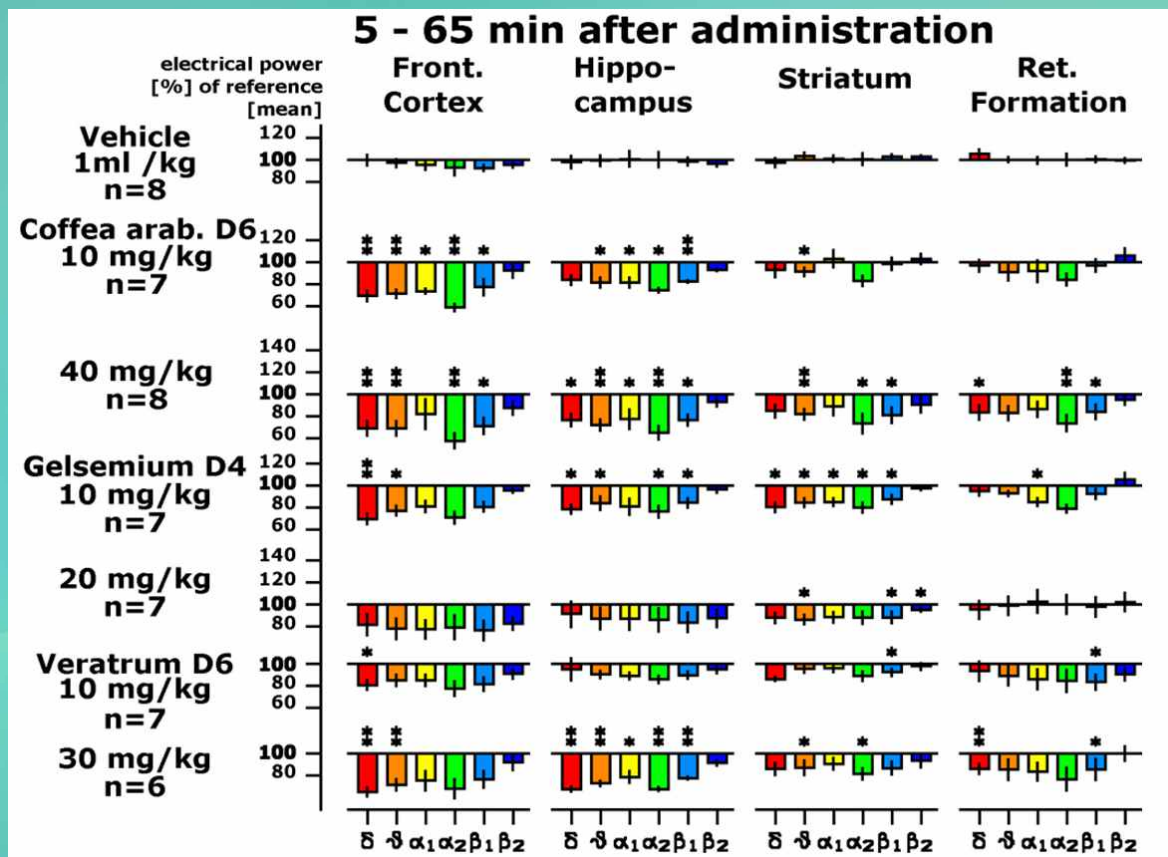 5 - 65 min after administration
electrical power
[%] of reference
[mean]
Front.
Cortex
Hippo-
campus
Striatum
Ret.
Formation
Vehicle
1ml /kg
n=8
120
100
80
Coffea arab. D6
10 mg/kg
n=7
120
100
80
60
** ** * ** *
* * * **
*
40 mg/kg
n=8
140
120
100
80
60
** ** ** *
* ** * ** *
** * *
* ** *
Gelsemium D4
10 mg/kg
n=7
120
100
80
60
** *
* * * *
* * * * *
*
20 mg/kg
n=7
140
120
100
80
* * *
Veratrum D6
10 mg/kg
n=7
100
80
60
*
*
*
30 mg/kg
n=6
100
80
** **
** ** * ** **
* *
** *
δ ϑ α1 α2 β1 β2 δ ϑ α1 α2 β1 β2 δ ϑ α1 α2 β1 β2 δ ϑ α1 α2 β1 β2